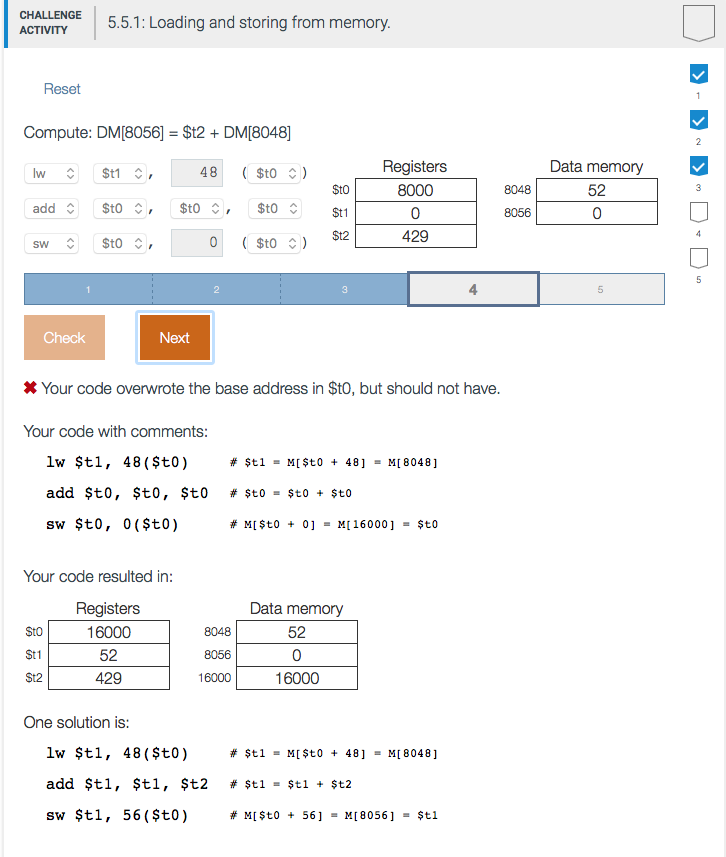 CHALLENGE
ACTIVITY
5.5.1: Loading and storing from memory.
Reset
Compute: DM[8056] = $t2 + DM[8048]
lw $t1 , 48 ( $t0 )
add $t0 , $t0 , $t0
sw $t0 , 0 ( $t0 )
Registers
$t0 8000
$t1 0
$t2 429
Data memory
8048 52
8056 0
1
2
3
4
5
1 2 3 4 5
Check Next
✖ Your code overwrote the base address in $t0, but should not have.
Your code with comments:
lw $t1, 48($t0) # $t1 = M[$t0 + 48] = M[8048]
add $t0, $t0, $t0 # $t0 = $t0 + $t0
sw $t0, 0($t0) # M[$t0 + 0] = M[16000] = $t0
Your code resulted in:
Registers
$t0 16000
$t1 52
$t2 429
Data memory
8048 52
8056 0
16000 16000
One solution is:
lw $t1, 48($t0) # $t1 = M[$t0 + 48] = M[8048]
add $t1, $t1, $t2 # $t1 = $t1 + $t2
sw $t1, 56($t0) # M[$t0 + 56] = M[8056] = $t1